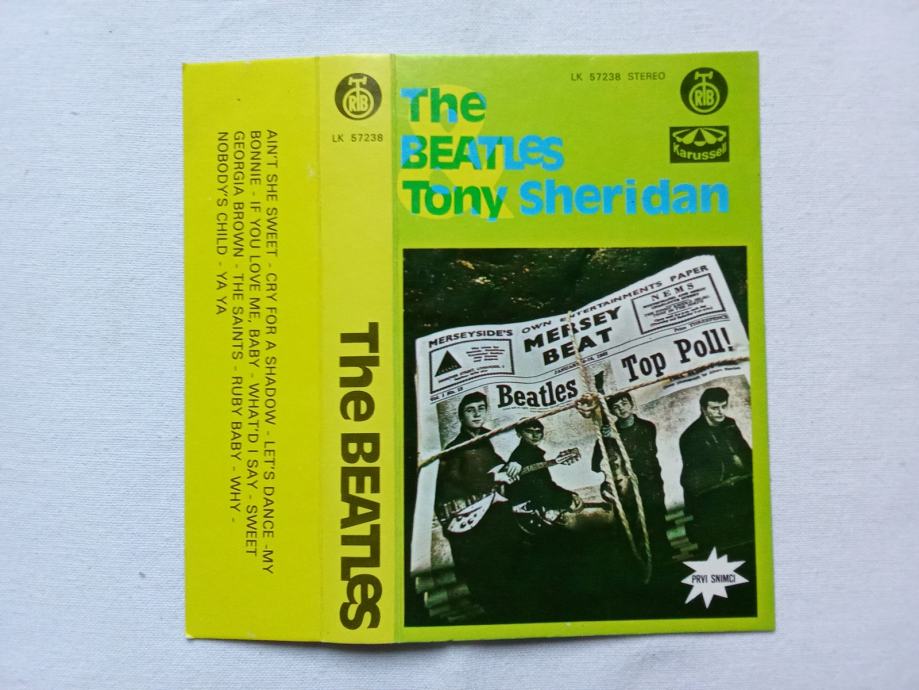 AIN'T SHE SWEET - CRY FOR A SHADOW - LET'S DANCE -MY
BONNIE - IF YOU LOVE ME, BABY - WHAT'D I SAY - SWEET
GEORGIA BROWN - THE SAINTS - RUBY BABY - WHY -
NOBODY'S CHILD - YA YA
RTB
LK 57238
The BEATLES
LK 57238 STEREO
RTB
Karussell
The
BEATLES
&
Tony Sheridan
MERSEYSIDE'S OWN ENTERTAINMENTS PAPER
MERSEY
BEAT
NEMS
Beatles
Top Poll!
PRVI SNIMCI